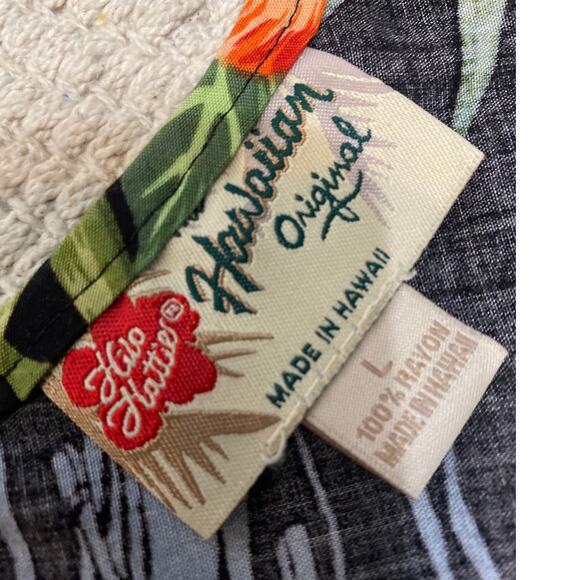 Hawaiian
Original
MADE IN HAWAII
Hilo
Hattie®
L
100% RAYON
MADE IN HAWAII